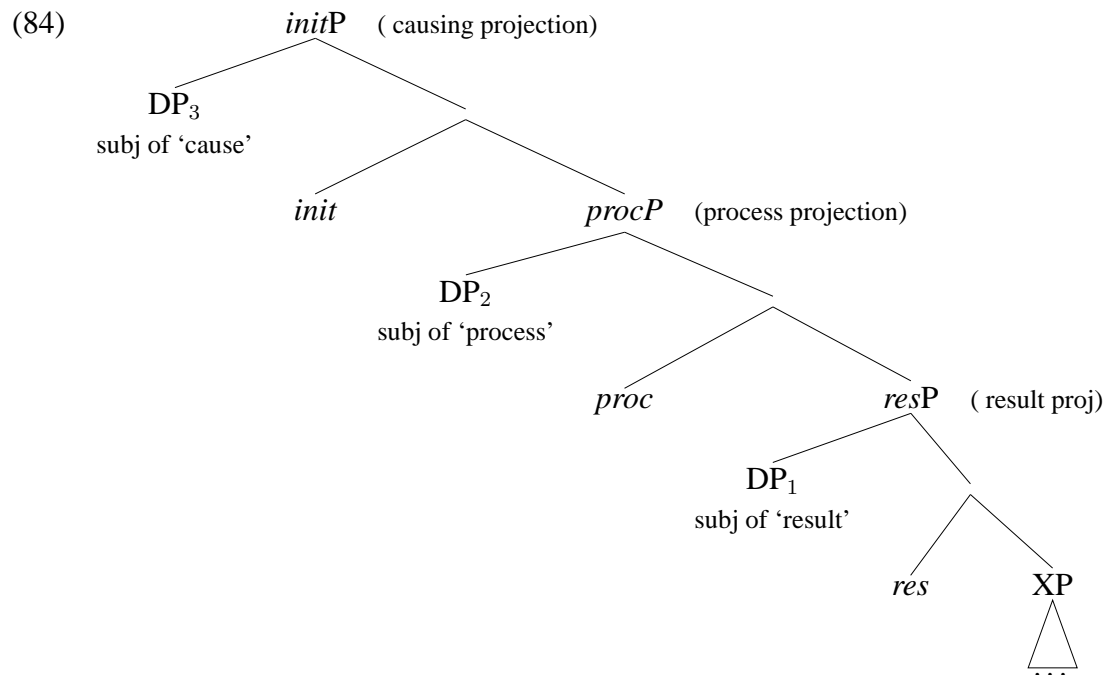 (84) initP ( causing projection)
DP₃
subj of ‘cause’
init procP (process projection)
DP₂
subj of ‘process’
proc resP ( result proj)
DP₁
subj of ‘result’
res XP
...